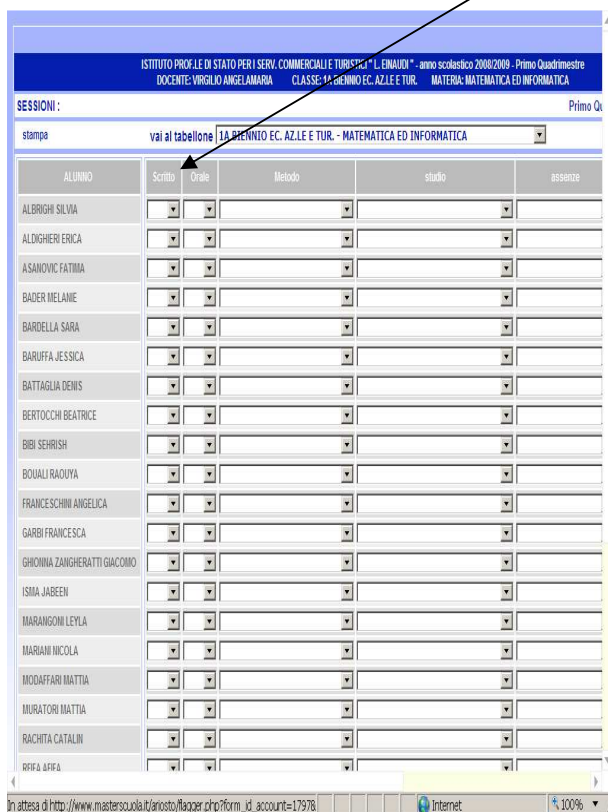 ISTITUTO PROF.LE DI STATO PER I SERV. COMMERCIALI E TURISTICI " L. EINAUDI " - anno scolastico 2008/2009 - Primo Quadrimestre
DOCENTE: VIRGILIO ANGELAMARIA CLASSE: 1A BIENNIO EC. AZ.LE E TUR. MATERIA: MATEMATICA ED INFORMATICA
SESSIONI : Primo Qu
stampa vai al tabellone 1A BIENNIO EC. AZ.LE E TUR. - MATEMATICA ED INFORMATICA
ALUNNO Scritto Orale Metodo studio assenze
ALBRIGHI SILVIA
ALDIGHIERI ERICA
ASANOVIC FATIMA
BADER MELANIE
BARDELLA SARA
BARUFFA JESSICA
BATTAGLIA DENIS
BERTOCCHI BEATRICE
BIBI SEHRISH
BOUALI RAOUYA
FRANCESCHINI ANGELICA
GARBI FRANCESCA
GHIONNA ZANGHERATTI GIACOMO
ISMA JABEEN
MARANGONI LEYLA
MARIANI NICOLA
MODAFFARI MATTIA
MURATORI MATTIA
RACHITA CATALIN
REIFA AFIFA
In attesa di http://www.masterscuola.it/ariosto/flagger.php?form_id_account=17978 Internet 100%